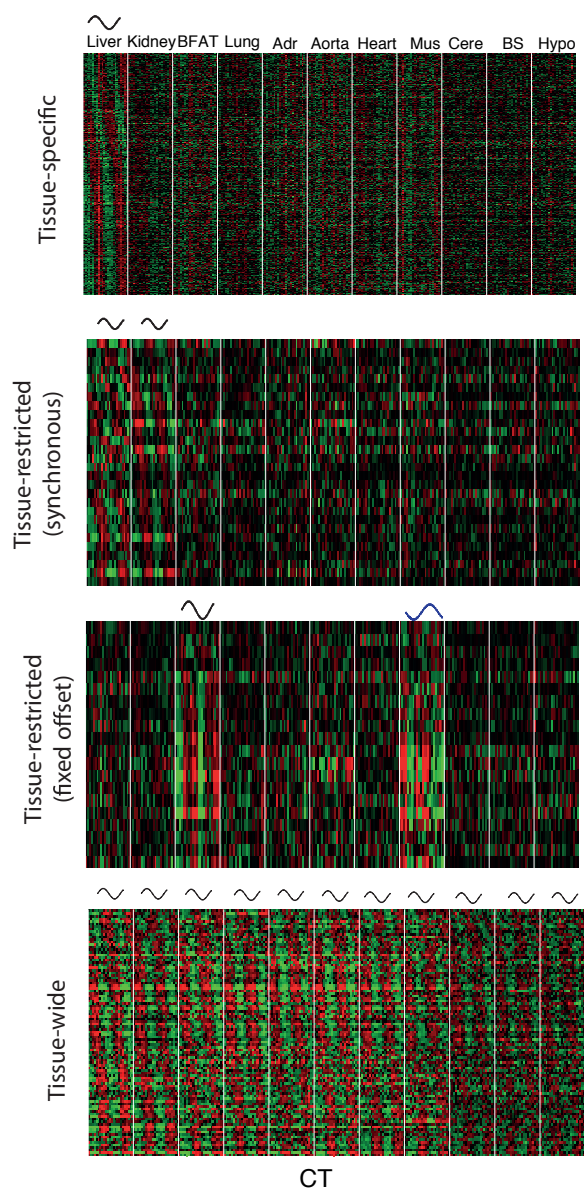 Liver Kidney BFAT Lung Adr Aorta Heart Mus Cere BS Hypo
Tissue-specific
Tissue-restricted
(synchronous)
Tissue-restricted
(fixed offset)
Tissue-wide
CT